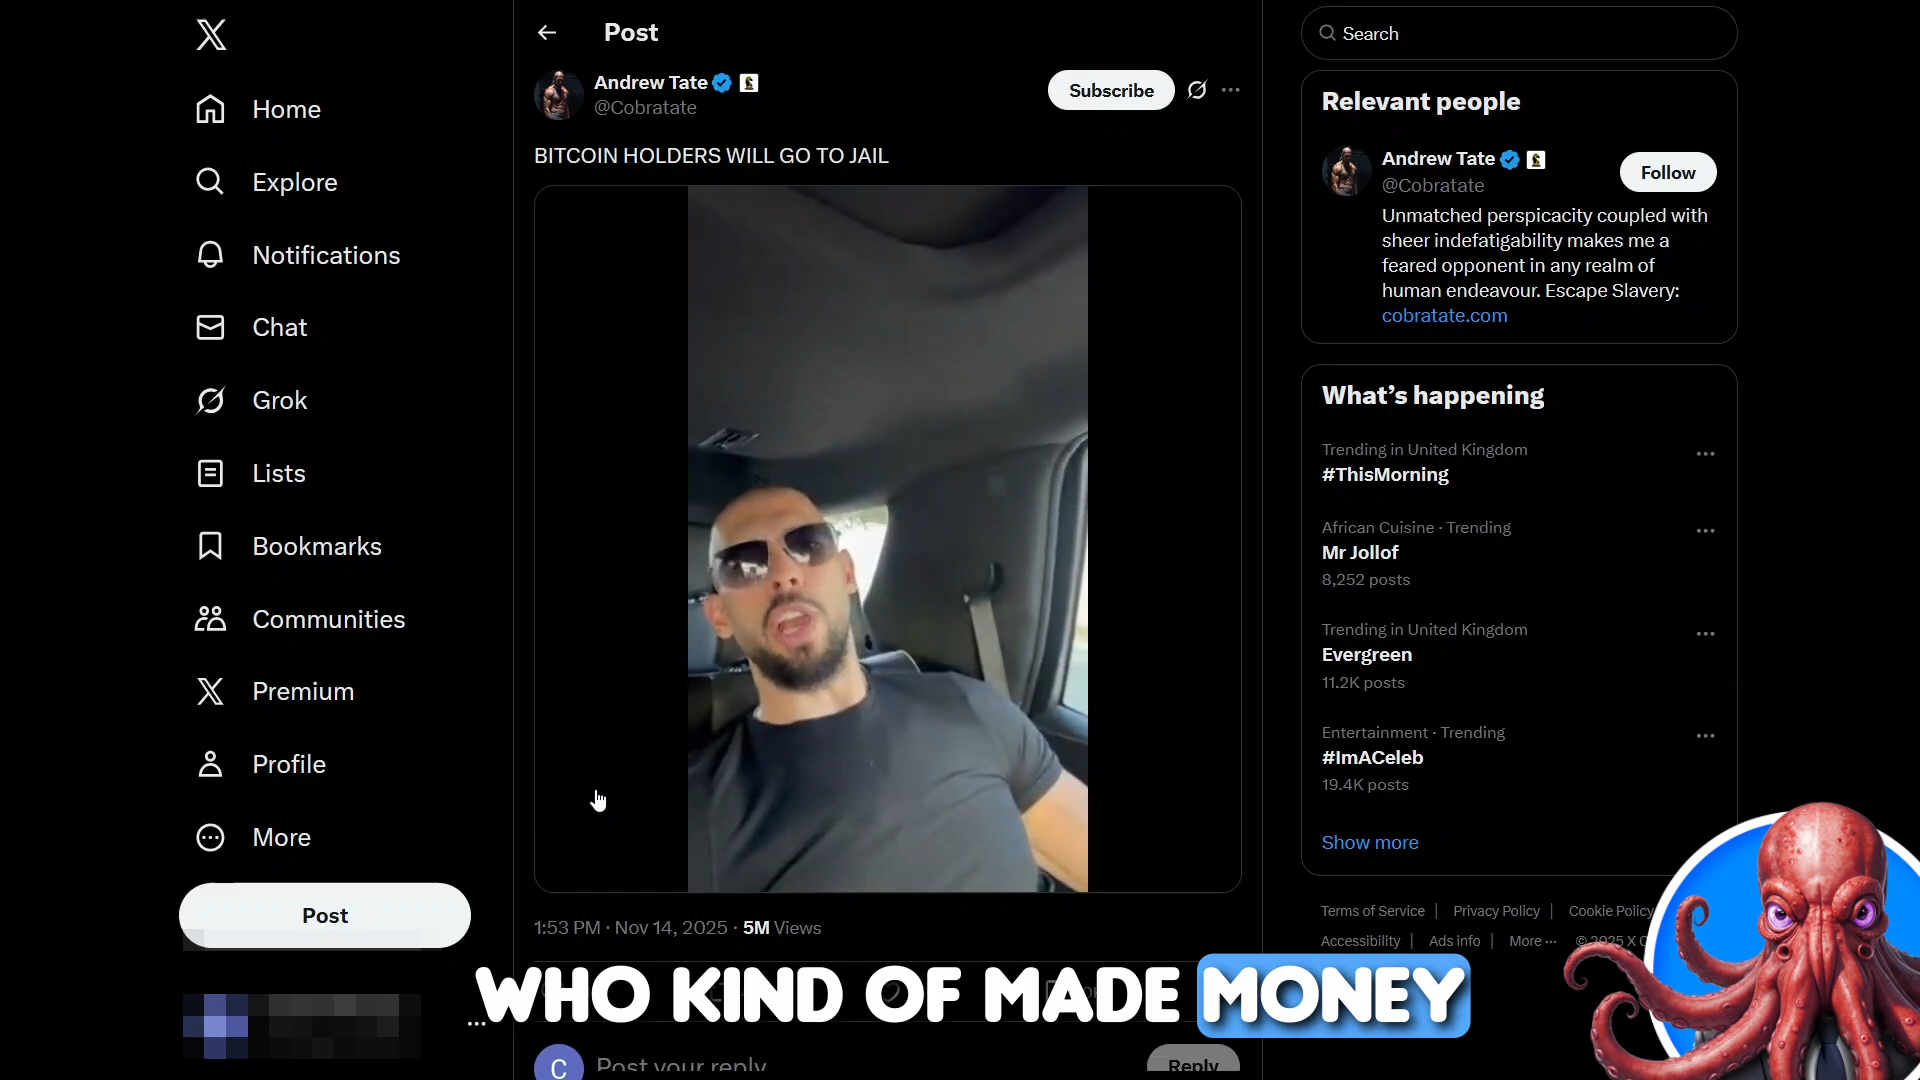 Home
Explore
Notifications
Chat
Grok
Lists
Bookmarks
Communities
Premium
Profile
More
Post
Post
Andrew Tate
@Cobratate
Subscribe
BITCOIN HOLDERS WILL GO TO JAIL
1:53 PM · Nov 14, 2025 · 5M Views
WHO KIND OF MADE MONEY
C
Post your reply
Reply
Search
Relevant people
Andrew Tate
@Cobratate
Follow
Unmatched perspicacity coupled with
sheer indefatigability makes me a
feared opponent in any realm of
human endeavour. Escape Slavery:
cobratate.com
What’s happening
Trending in United Kingdom
#ThisMorning
African Cuisine · Trending
Mr Jollof
8,252 posts
Trending in United Kingdom
Evergreen
11.2K posts
Entertainment · Trending
#ImACeleb
19.4K posts
Show more
Terms of Service | Privacy Policy | Cookie Policy
Accessibility | Ads info | More ... © 2025 X C